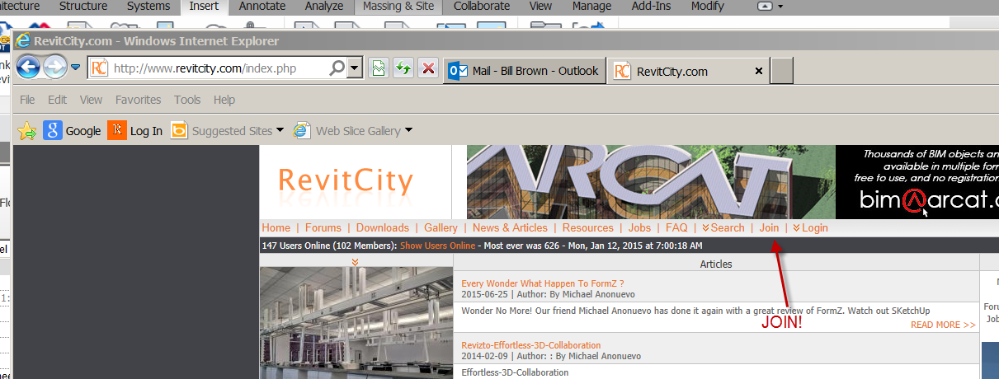 Structure Systems Insert Annotate Analyze Massing & Site Collaborate View Manage Add-Ins Modify
RevitCity.com - Windows Internet Explorer
http://www.revitcity.com/index.php Mail - Bill Brown - Outlook RevitCity.com
File Edit View Favorites Tools Help
Google Log In Suggested Sites Web Slice Gallery
RevitCity
ARCAT
Thousands of BIM objects
available in multiple
free to use, and no
bim@arcat.
Home | Forums | Downloads | Gallery | News & Articles | Resources | Jobs | FAQ | Search | Join | Login
147 Users Online (102 Members): Show Users Online - Most ever was 626 - Mon, Jan 12, 2015 at 7:00:18 AM
Articles
Every Wonder What Happen To FormZ ?
2015-06-25 | Author: By Michael Anonuevo
Wonder No More! Our friend Michael Anonuevo has done it again with a great review of FormZ. Watch out SKetchUp
JOIN!
READ MORE >>
Revizto-Effortless-3D-Collaboration
2014-02-09 | Author: : By Michael Anonuevo
Effortless-3D-Collaboration